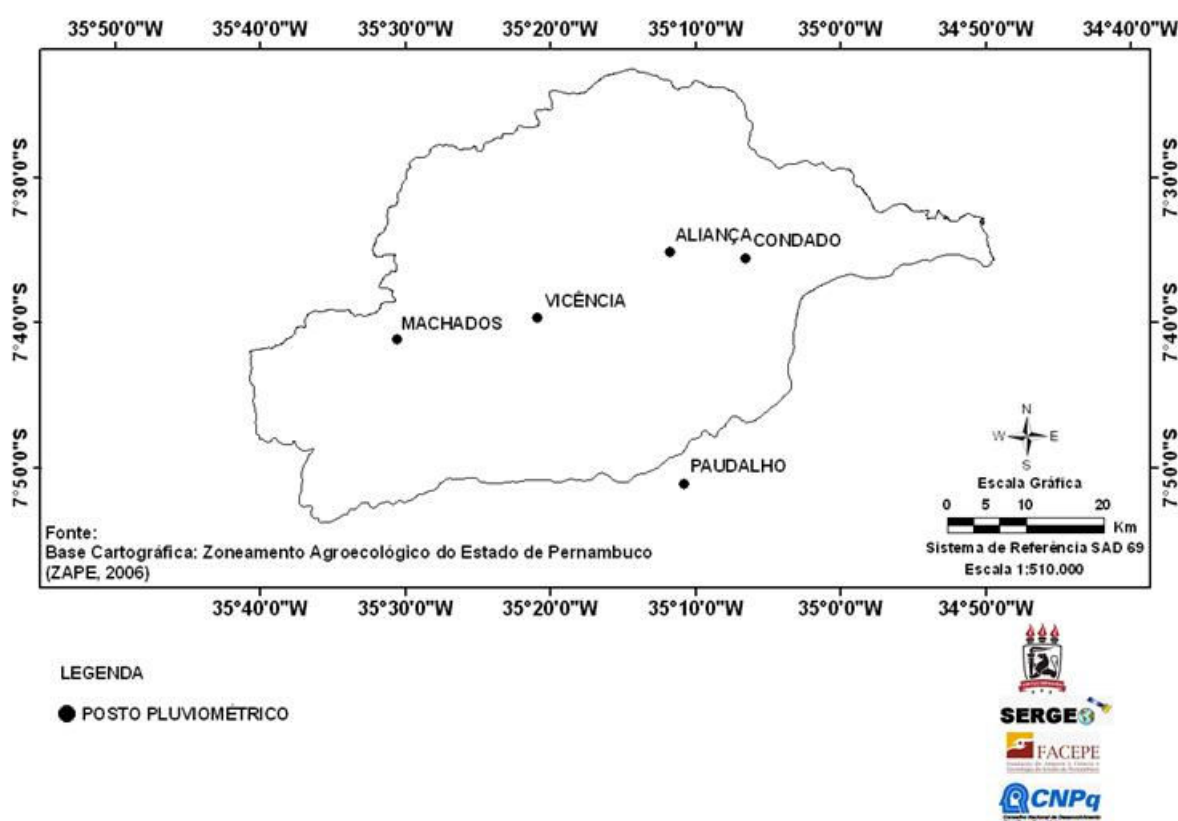 35°50'0"W 35°40'0"W 35°30'0"W 35°20'0"W 35°10'0"W 35°0'0"W 34°50'0"W 34°40'0"W
7°30'0"S 7°30'0"S
ALIANÇA CONDADO
VICÊNCIA
MACHADOS
7°40'0"S 7°40'0"S
N
W E
S
PAUDALHO
7°50'0"S 7°50'0"S
Escala Gráfica
0 5 10 20
Km
Sistema de Referência SAD 69
Escala 1:510.000
Fonte:
Base Cartográfica: Zoneamento Agroecológico do Estado de Pernambuco
(ZAPE, 2006)
35°40'0"W 35°30'0"W 35°20'0"W 35°10'0"W 35°0'0"W 34°50'0"W
LEGENDA
POSTO PLUVIOMÉTRICO
SERGEO
FACEPE
CNPq